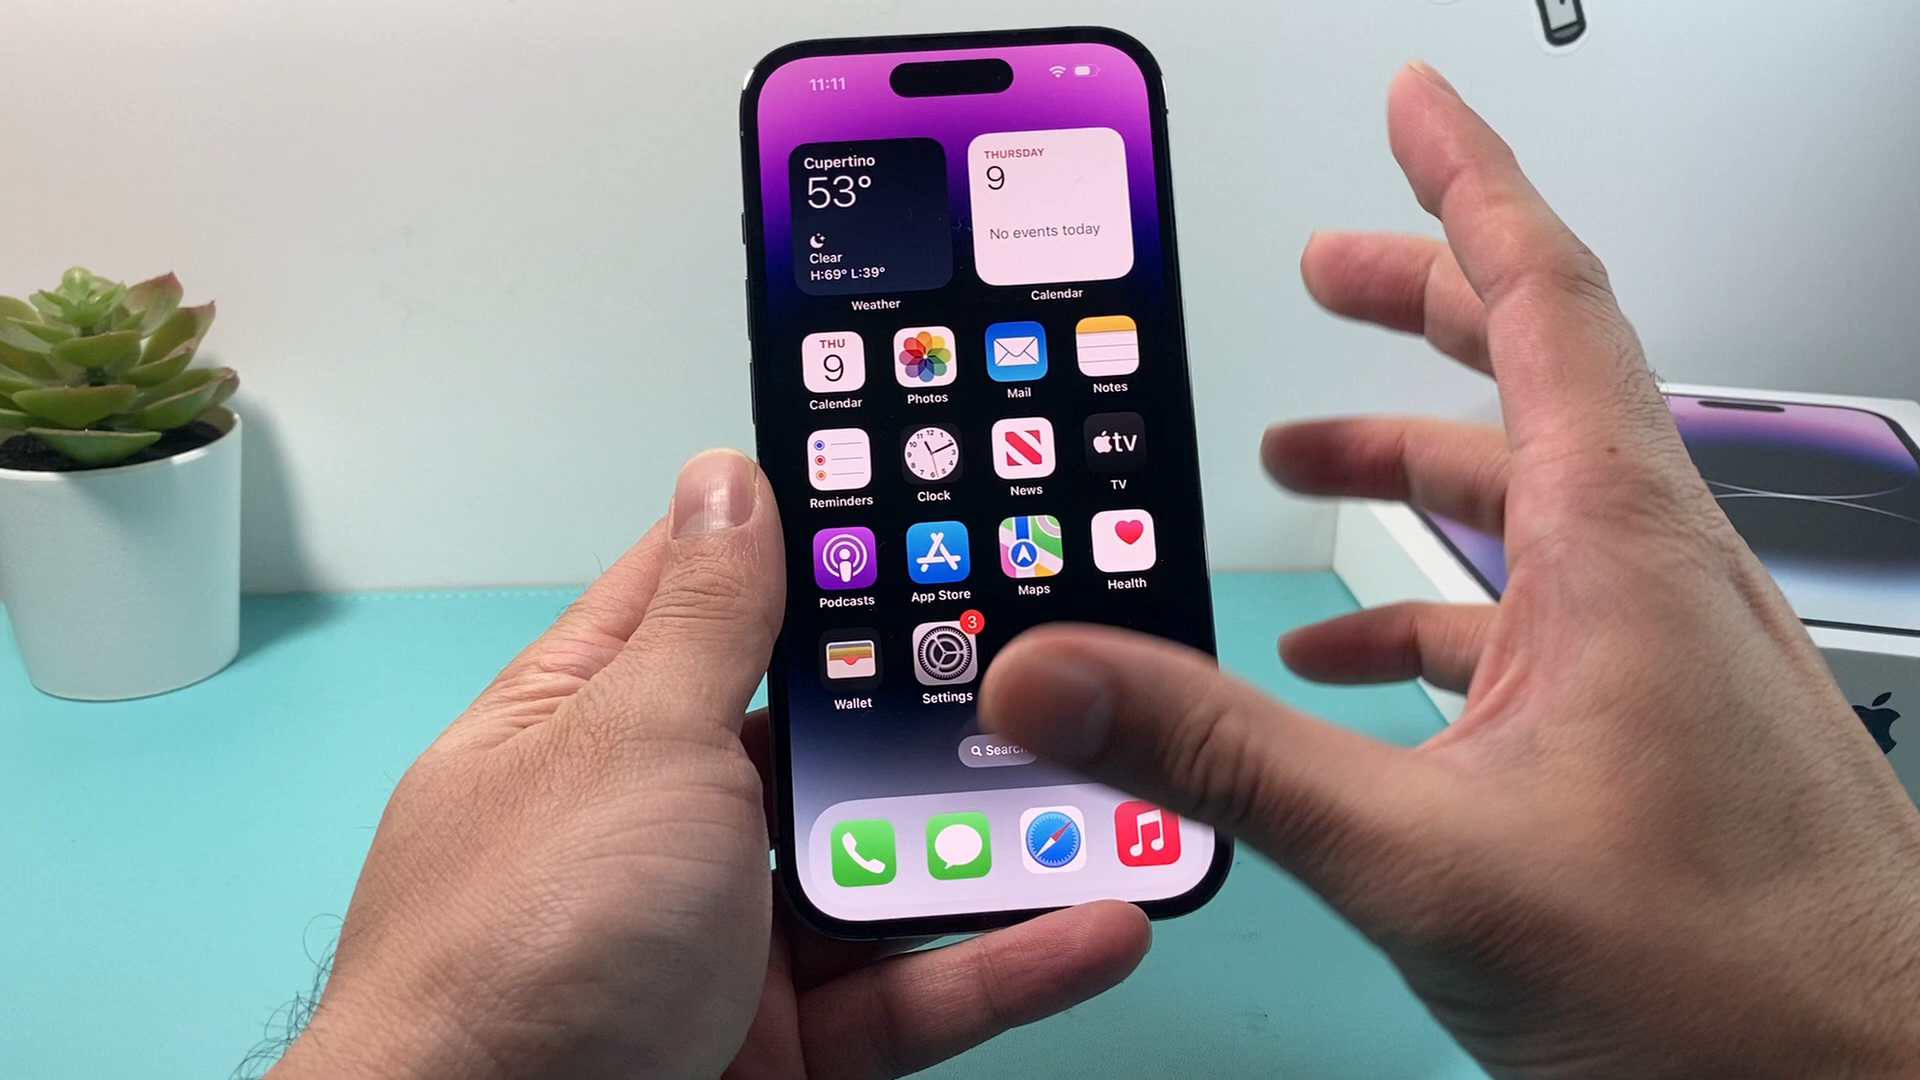 11:11
Cupertino
53°
Clear
H:69° L:39°
Weather
THURSDAY
9
No events today
Calendar
THU
9
Calendar
Photos
Mail
Notes
Reminders
Clock
News
tv
TV
Podcasts
App Store
Maps
Health
Wallet
3
Settings
Search